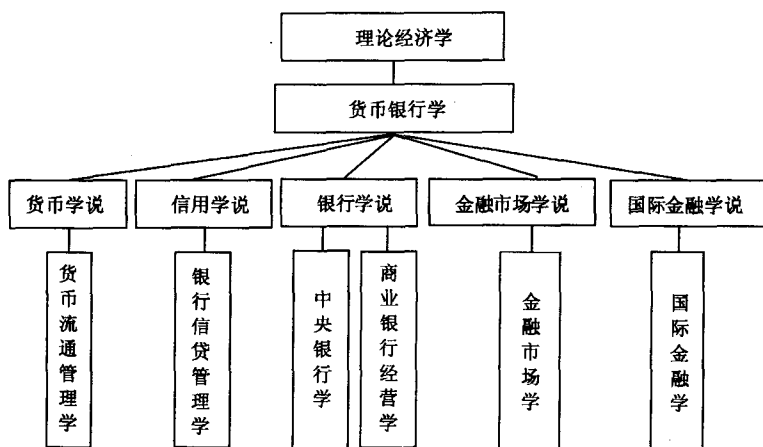 理论经济学
货币银行学
货币学说
信用学说
银行学说
金融市场学说
国际金融学说
货币流通管理学
银行信贷管理学
中央银行学
商业银行经营学
金融市场学
国际金融学